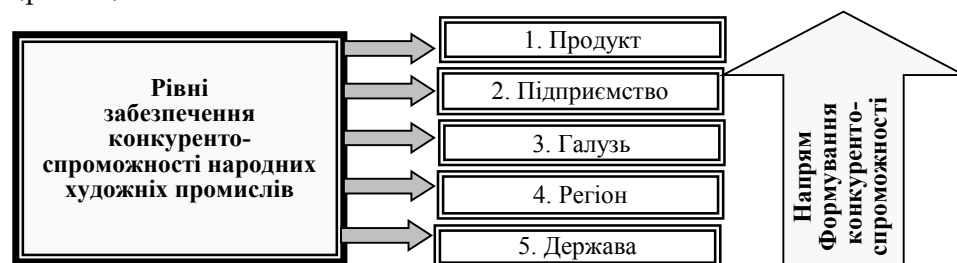 Рівні
забезпечення
конкуренто-
спроможності народних
художніх промислів
1. Продукт
2. Підприємство
3. Галузь
4. Регіон
5. Держава
Напрям
Формування
конкуренто-
спроможності